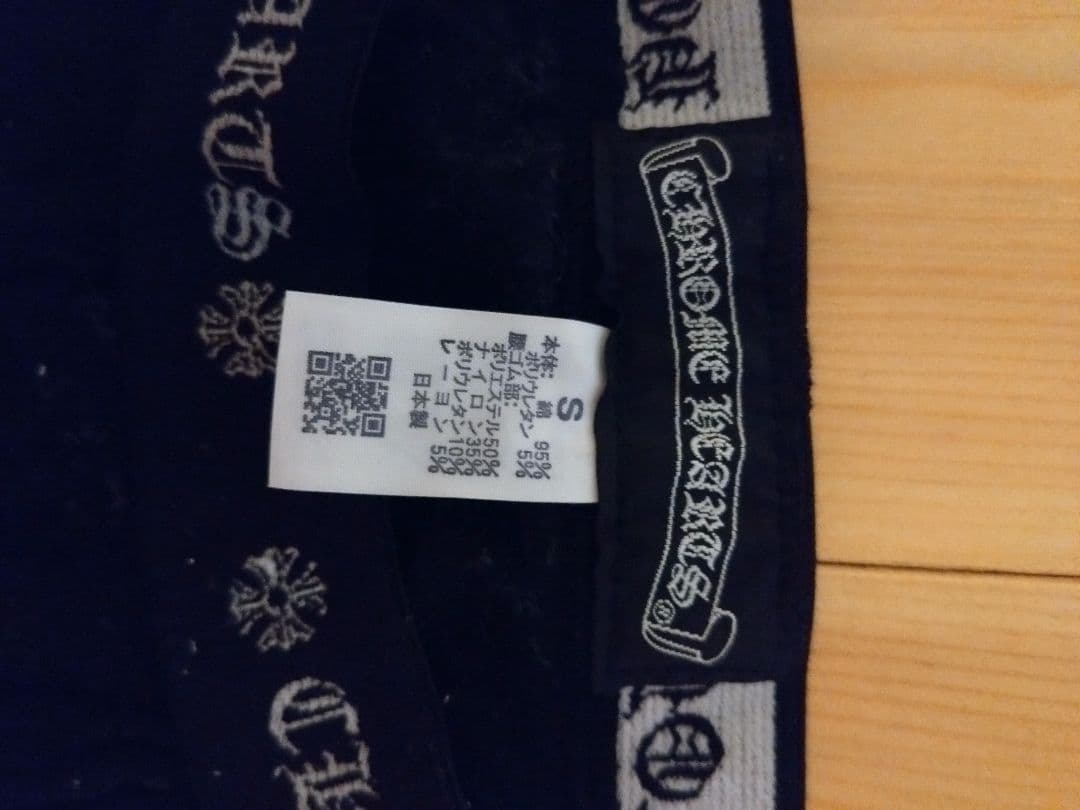 CHROME HEARTS®
S
本体:
綿 95%
ポリウレタン 5%
腰ゴム部:
ポリエステル50%
ナイロン35%
ポリウレタン10%
レーヨン 5%
日本製
ARTS
CH